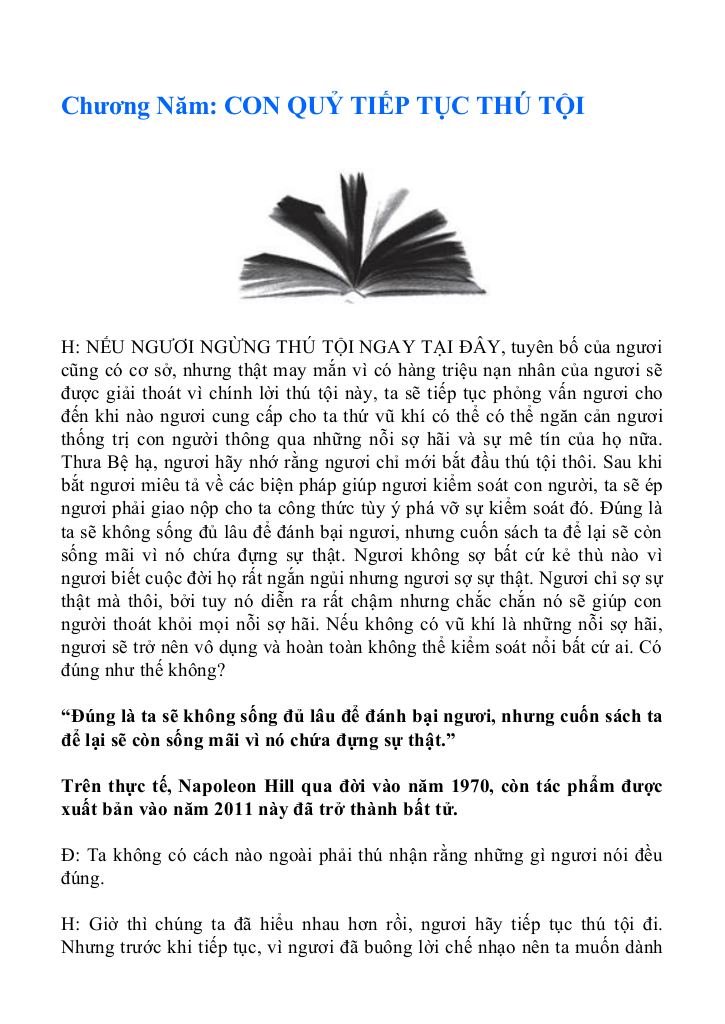 Chương Năm: CON QUỶ TIẾP TỤC THÚ TỘI
H: NẾU NGƯƠI NGỪNG THÚ TỘI NGAY TẠI ĐÂY, tuyên bố của ngươi
cũng có cơ sở, nhưng thật may mắn vì có hàng triệu nạn nhân của ngươi sẽ
được giải thoát vì chính lời thú tội này, ta sẽ tiếp tục phỏng vấn ngươi cho
đến khi nào ngươi cung cấp cho ta thứ vũ khí có thể có thể ngăn cản ngươi
thống trị con người thông qua những nỗi sợ hãi và sự mê tín của họ nữa.
Thưa Bệ hạ, ngươi hãy nhớ rằng ngươi chỉ mới bắt đầu thú tội thôi. Sau khi
bắt ngươi miêu tả về các biện pháp giúp ngươi kiểm soát con người, ta sẽ ép
ngươi phải giao nộp cho ta công thức tùy ý phá vỡ sự kiểm soát đó. Đúng là
ta sẽ không sống đủ lâu để đánh bại ngươi, nhưng cuốn sách ta để lại sẽ còn
sống mãi vì nó chứa đựng sự thật. Ngươi không sợ bất cứ kẻ thù nào vì
ngươi biết cuộc đời họ rất ngắn ngủi nhưng ngươi sợ sự thật. Ngươi chỉ sợ sự
thật mà thôi, bởi tuy nó diễn ra rất chậm nhưng chắc chắn nó sẽ giúp con
người thoát khỏi mọi nỗi sợ hãi. Nếu không có vũ khí là những nỗi sợ hãi,
ngươi sẽ trở nên vô dụng và hoàn toàn không thể kiểm soát nổi bất cứ ai. Có
đúng như thế không?
“Đúng là ta sẽ không sống đủ lâu để đánh bại ngươi, nhưng cuốn sách ta
để lại sẽ còn sống mãi vì nó chứa đựng sự thật.”
Trên thực tế, Napoleon Hill qua đời vào năm 1970, còn tác phẩm được
xuất bản vào năm 2011 này đã trở thành bất tử.
Đ: Ta không có cách nào ngoài phải thú nhận rằng những gì ngươi nói đều
đúng.
H: Giờ thì chúng ta đã hiểu nhau hơn rồi, ngươi hãy tiếp tục thú tội đi.
Nhưng trước khi tiếp tục, vì ngươi đã buông lời chế nhạo nên ta muốn dành